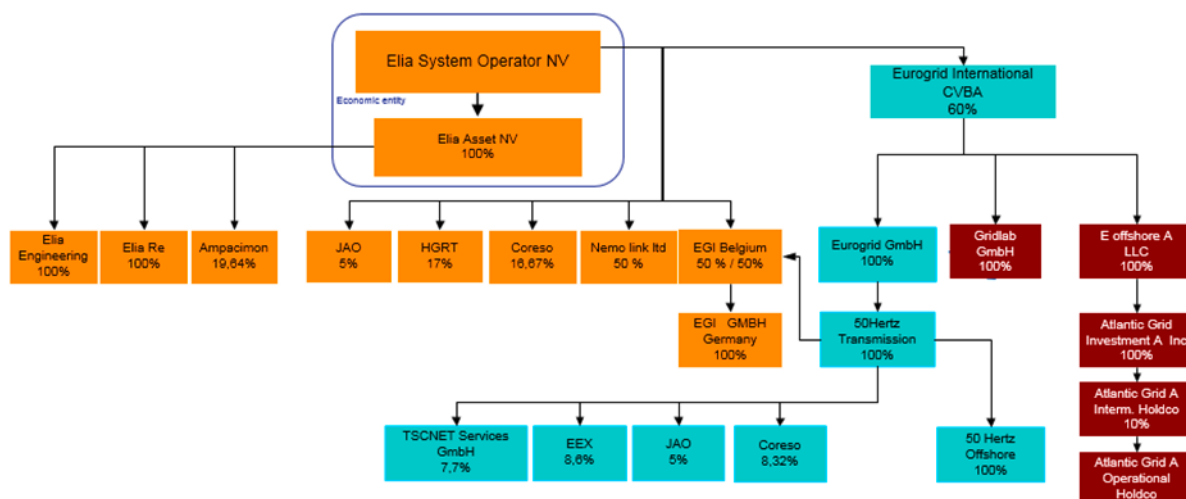 Elia System Operator NV
Economic entity
Elia Asset NV
100%
Eurogrid International
CVBA
60%
Elia
Engineering
100%
Elia Re
100%
Ampacimon
19,64%
JAO
5%
HGRT
17%
Coreso
16,67%
Nemo link ltd
50 %
EGI Belgium
50 % / 50%
Eurogrid GmbH
100%
Gridlab
GmbH
100%
E offshore A
LLC
100%
EGI GMBH
Germany
100%
50Hertz
Transmission
100%
Atlantic Grid
Investment A Inc
100%
Atlantic Grid A
Interm. Holdco
10%
TSCNET Services
GmbH
7,7%
EEX
8,6%
JAO
5%
Coreso
8,32%
50 Hertz
Offshore
100%
Atlantic Grid A
Operational
Holdco